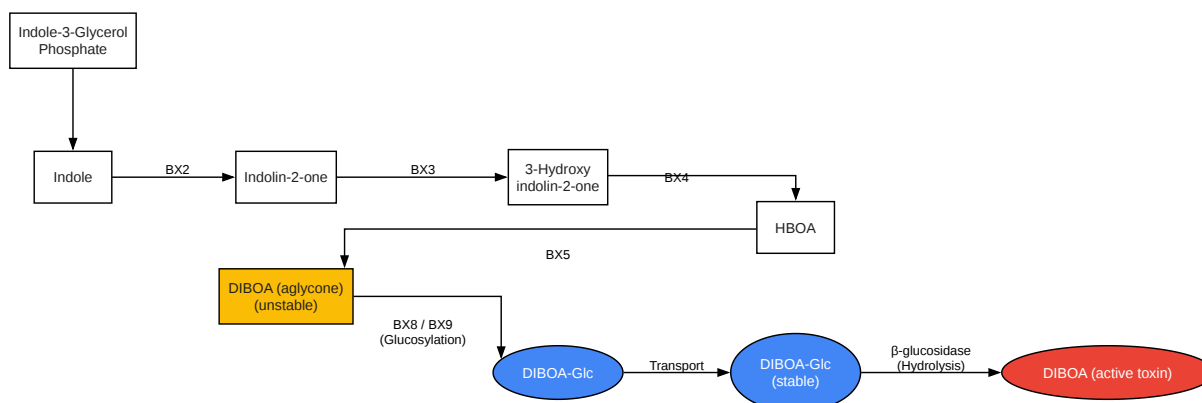 Indole-3-Glycerol
Phosphate
Indole
BX2
Indolin-2-one
BX3
3-Hydroxy
indolin-2-one
BX4
HBOA
BX5
DIBOA (aglycone)
(unstable)
BX8 / BX9
(Glucosylation)
DIBOA-Glc
Transport
DIBOA-Glc
(stable)
β-glucosidase
(Hydrolysis)
DIBOA (active toxin)